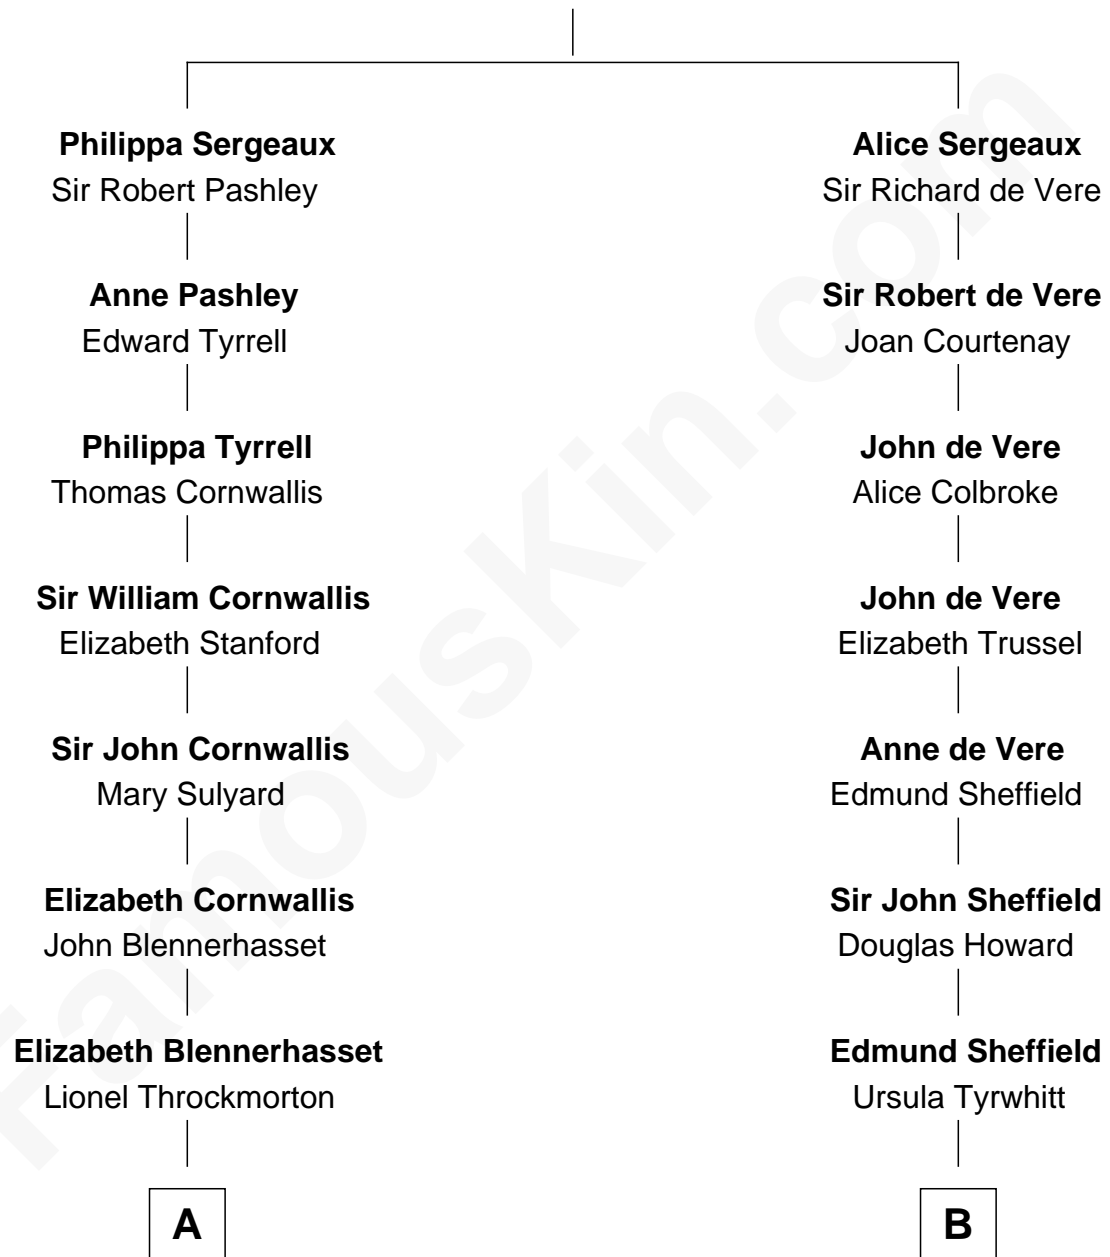 Philippa Sergeaux
Sir Robert Pashley
Anne Pashley
Edward Tyrrell
Philippa Tyrrell
Thomas Cornwallis
Sir William Cornwallis
Elizabeth Stanford
Sir John Cornwallis
Mary Sulyard
Elizabeth Cornwallis
John Blennerhasset
Elizabeth Blennerhasset
Lionel Throckmorton
A
Alice Sergeaux
Sir Richard de Vere
Sir Robert de Vere
Joan Courtenay
John de Vere
Alice Colbroke
John de Vere
Elizabeth Trussel
Anne de Vere
Edmund Sheffield
Sir John Sheffield
Douglas Howard
Edmund Sheffield
Ursula Tyrwhitt
B
FamousKin.com